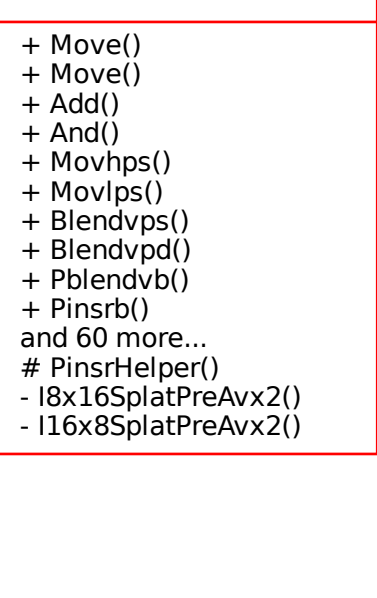 + Move()
+ Move()
+ Add()
+ And()
+ Movhps()
+ Movlps()
+ Blendvps()
+ Blendvpd()
+ Pblendvb()
+ Pinsrb()
and 60 more...
# PinsrHelper()
- I8x16SplatPreAvx2()
- I16x8SplatPreAvx2()